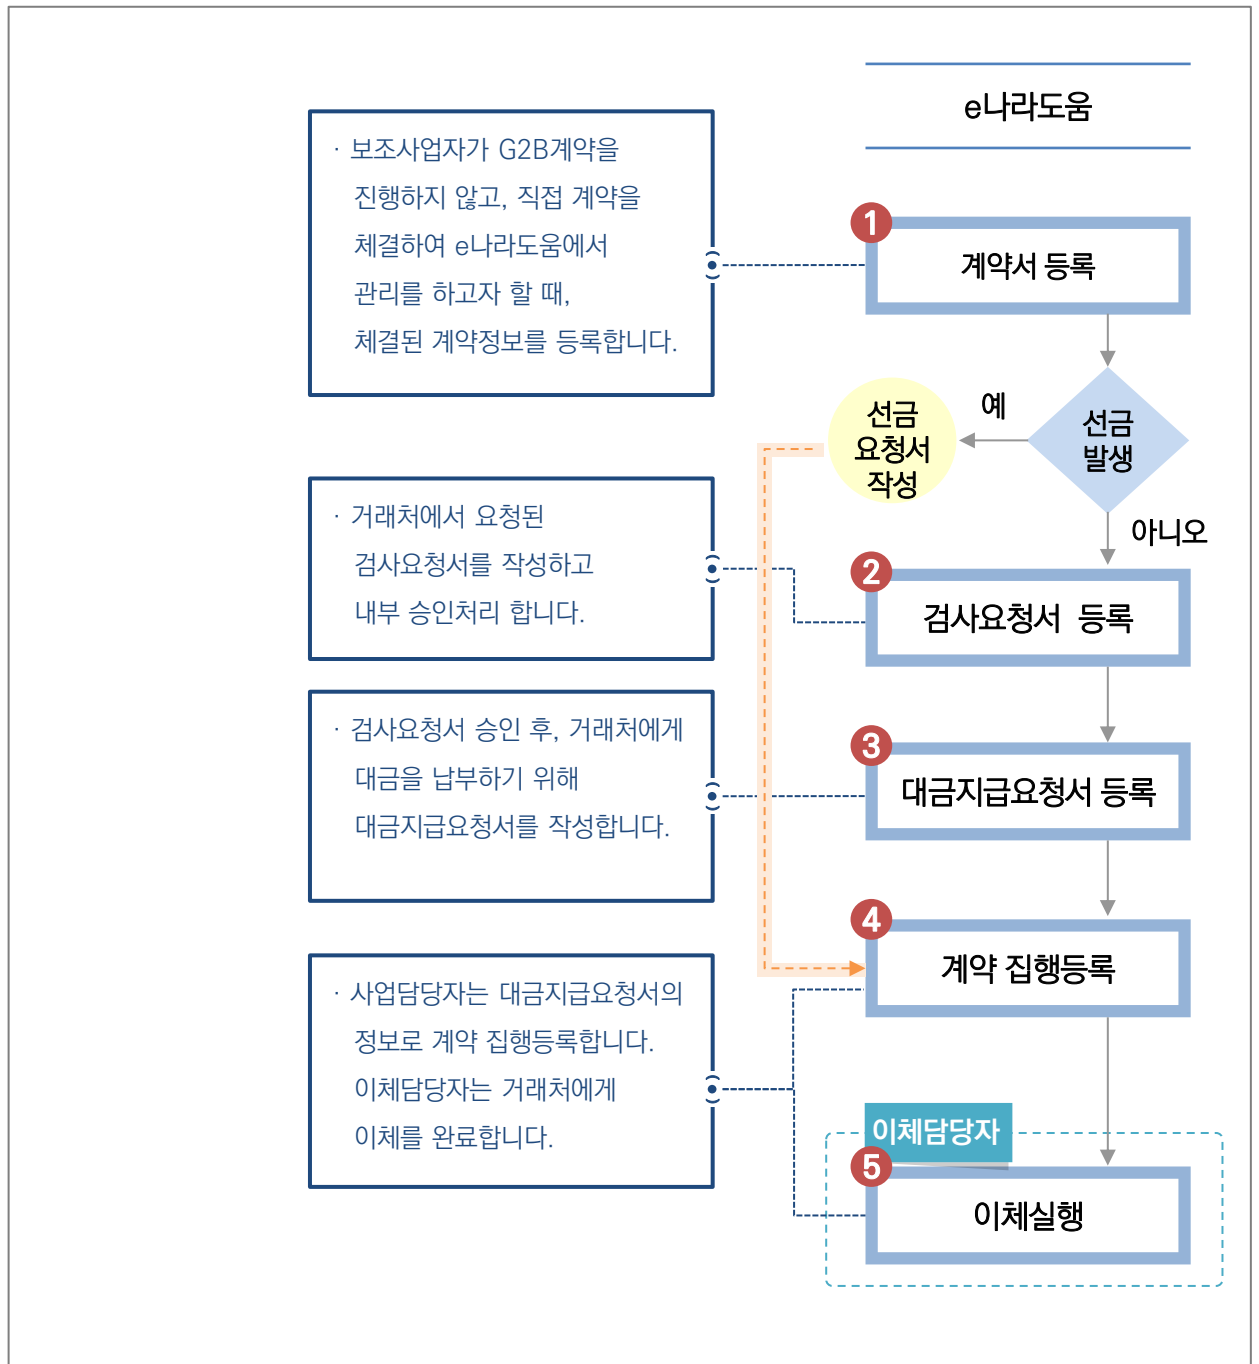 e나라도움
· 보조사업자가 G2B계약을
진행하지 않고, 직접 계약을
체결하여 e나라도움에서
관리를 하고자 할 때,
체결된 계약정보를 등록합니다.
1
계약서 등록
선금
발생
예
선금
요청서
작성
아니오
· 거래처에서 요청된
검사요청서를 작성하고
내부 승인처리 합니다.
2
검사요청서 등록
· 검사요청서 승인 후, 거래처에게
대금을 납부하기 위해
대금지급요청서를 작성합니다.
3
대금지급요청서 등록
· 사업담당자는 대금지급요청서의
정보로 계약 집행등록합니다.
이체담당자는 거래처에게
이체를 완료합니다.
4
계약 집행등록
이체담당자
5
이체실행